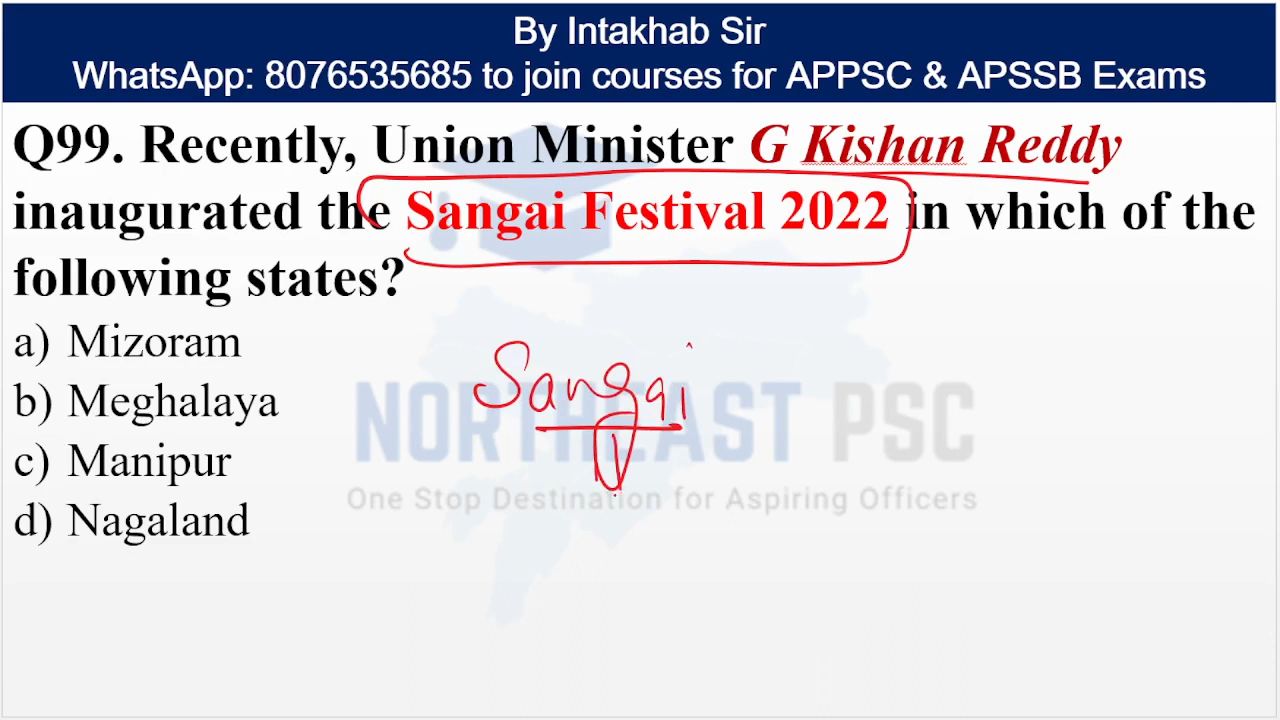 By Intakhab Sir
WhatsApp: 8076535685 to join courses for APPSC & APSSB Exams
Q99. Recently, Union Minister G Kishan Reddy
inaugurated the Sangai Festival 2022 in which of the
following states?
a) Mizoram
b) Meghalaya
c) Manipur
d) Nagaland
Sangai
NORTHEAST PSC
One Stop Destination for Aspiring Officers